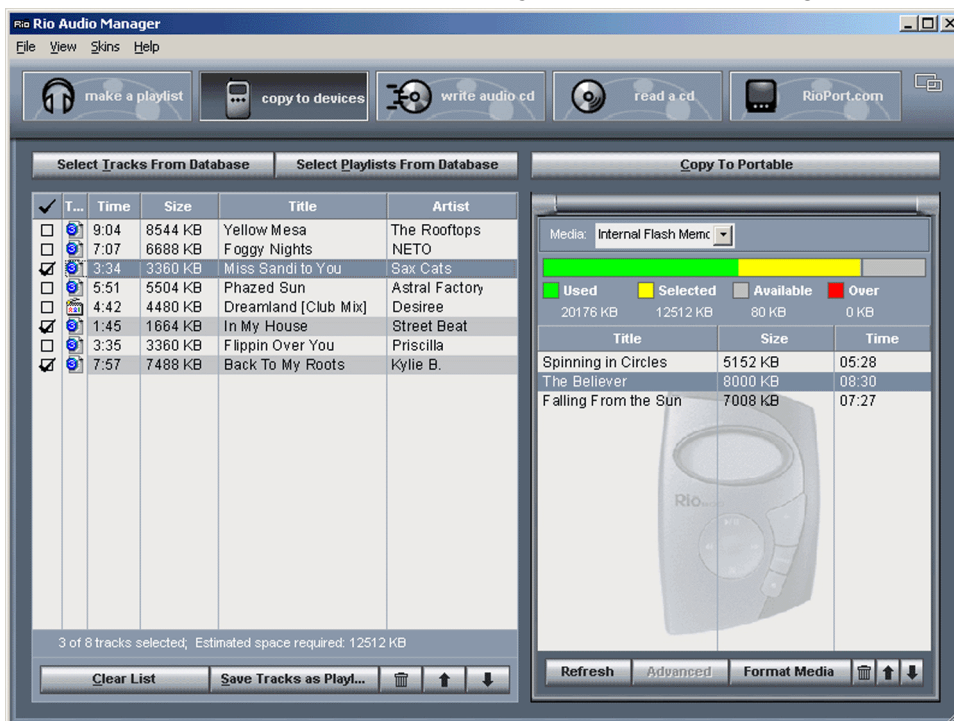 Rio Rio Audio Manager
File View Skins Help
make a playlist
copy to devices
write audio cd
read a cd
RioPort.com
Select Tracks From Database
Select Playlists From Database
Copy To Portable
T... Time Size Title Artist
9:04 8544 KB Yellow Mesa The Rooftops
7:07 6688 KB Foggy Nights NETO
3:34 3360 KB Miss Sandi to You Sax Cats
5:51 5504 KB Phazed Sun Astral Factory
4:42 4480 KB Dreamland [Club Mix] Desiree
1:45 1664 KB In My House Street Beat
3:35 3360 KB Flippin Over You Priscilla
7:57 7488 KB Back To My Roots Kylie B.
3 of 8 tracks selected; Estimated space required: 12512 KB
Clear List
Save Tracks as Playl...
Media: Internal Flash Memc
Used Selected Available Over
20176 KB 12512 KB 80 KB 0 KB
Title Size Time
Spinning in Circles 5152 KB 05:28
The Believer 8000 KB 08:30
Falling From the Sun 7008 KB 07:27
Rio
Refresh
Advanced
Format Media